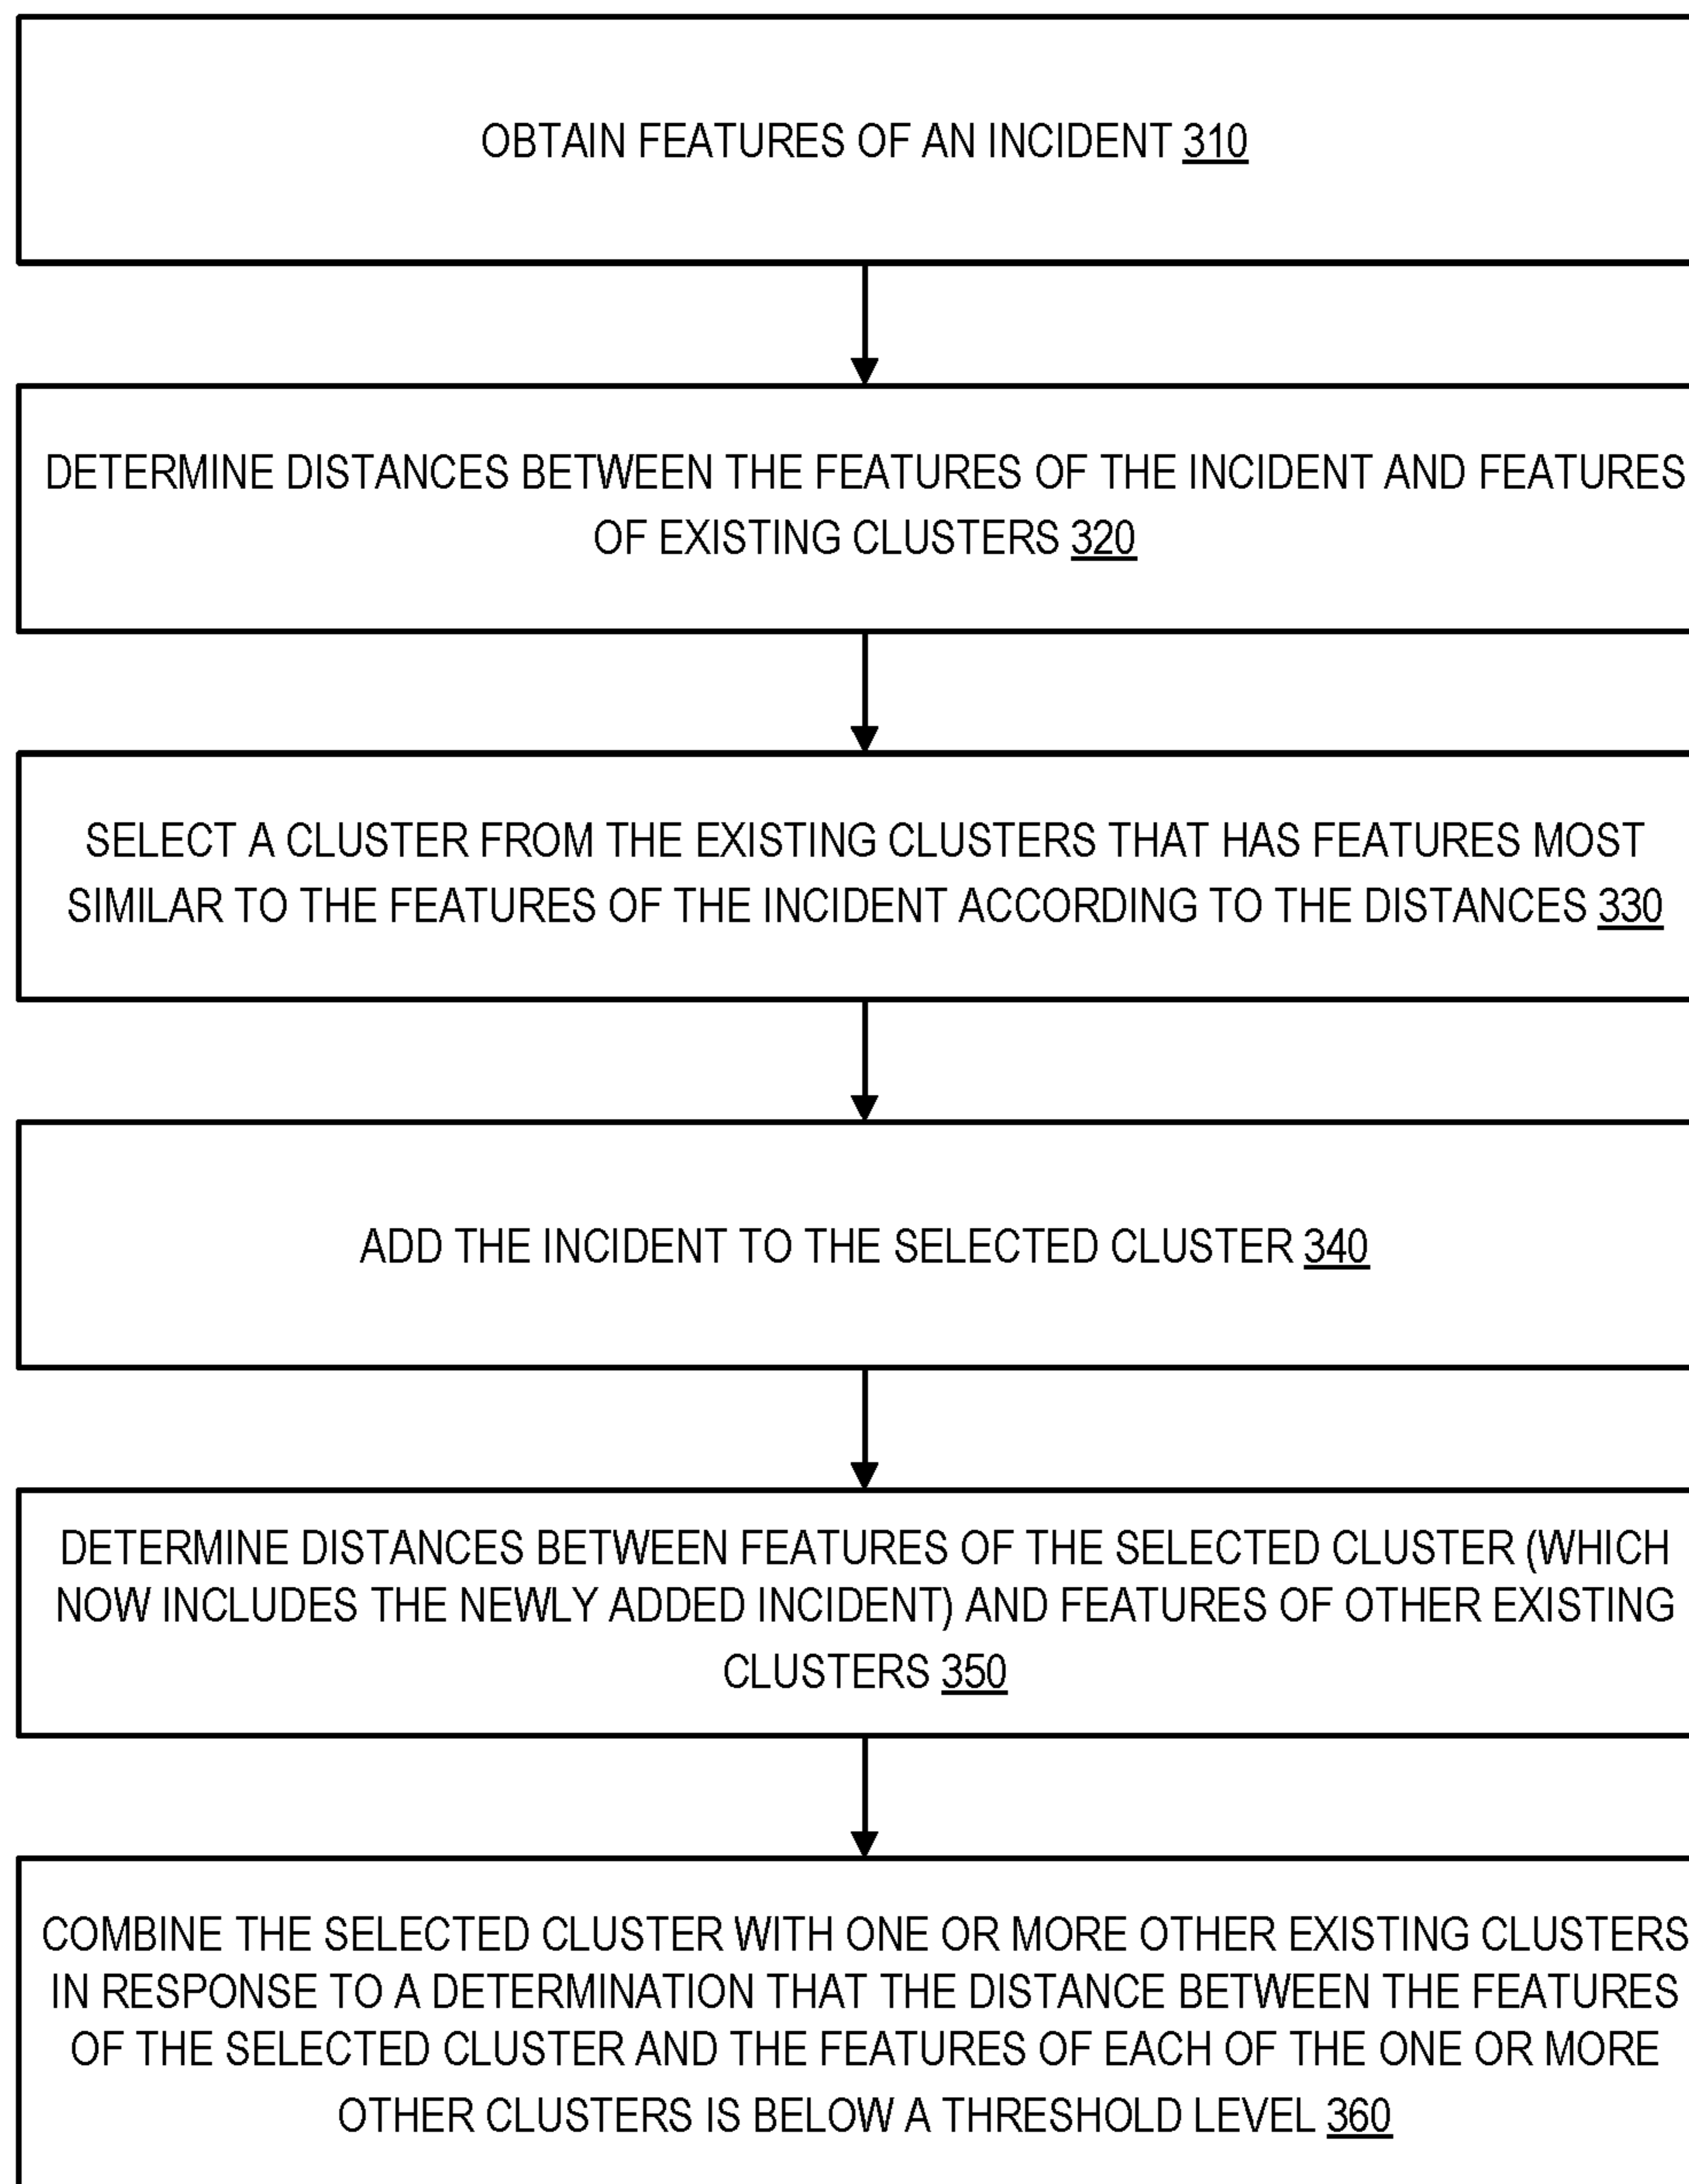 OBTAIN FEATURES OF AN INCIDENT 310
DETERMINE DISTANCES BETWEEN THE FEATURES OF THE INCIDENT AND FEATURES
OF EXISTING CLUSTERS 320
SELECT A CLUSTER FROM THE EXISTING CLUSTERS THAT HAS FEATURES MOST
SIMILAR TO THE FEATURES OF THE INCIDENT ACCORDING TO THE DISTANCES 330
ADD THE INCIDENT TO THE SELECTED CLUSTER 340
DETERMINE DISTANCES BETWEEN FEATURES OF THE SELECTED CLUSTER (WHICH
NOW INCLUDES THE NEWLY ADDED INCIDENT) AND FEATURES OF OTHER EXISTING
CLUSTERS 350
COMBINE THE SELECTED CLUSTER WITH ONE OR MORE OTHER EXISTING CLUSTERS
IN RESPONSE TO A DETERMINATION THAT THE DISTANCE BETWEEN THE FEATURES
OF THE SELECTED CLUSTER AND THE FEATURES OF EACH OF THE ONE OR MORE
OTHER CLUSTERS IS BELOW A THRESHOLD LEVEL 360